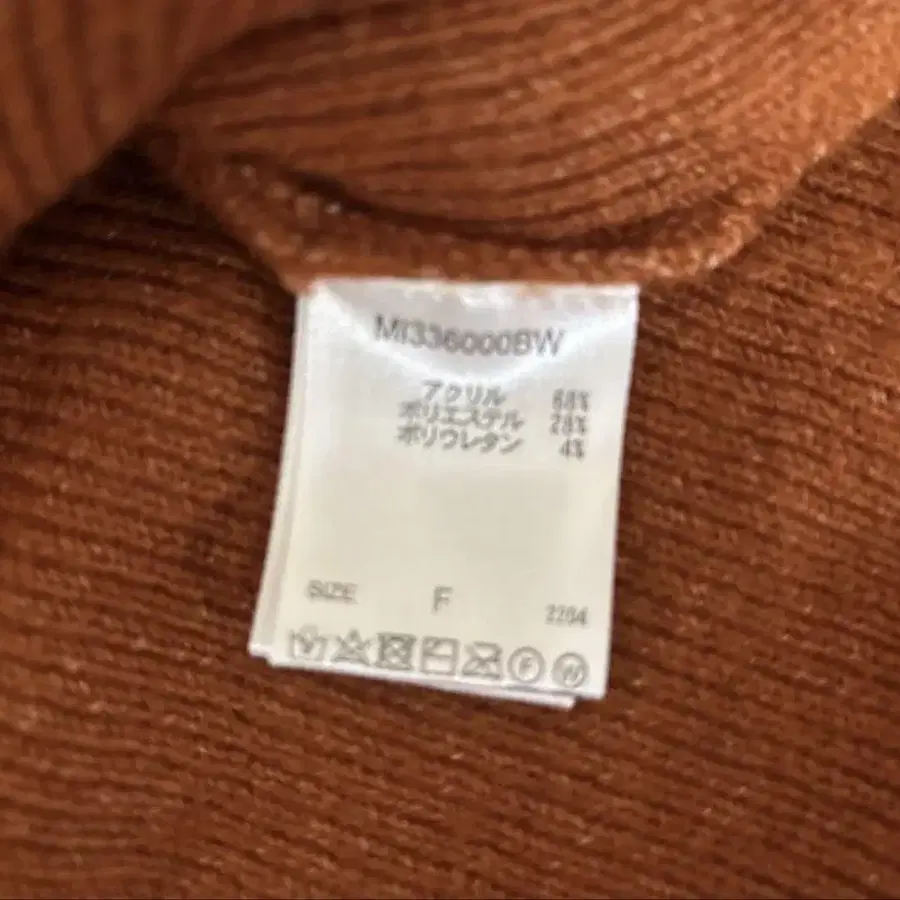 MI336000BW
アクリル 68%
ポリエステル 28%
ポリウレタン 4%
SIZE F 2204
F W